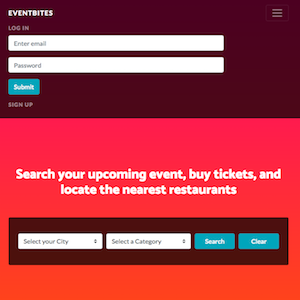 EVENTBITES
LOG IN
Enter email
Password
Submit
SIGN UP
Search your upcoming event, buy tickets, and
locate the nearest restaurants
Select your City
Select a Category
Search
Clear